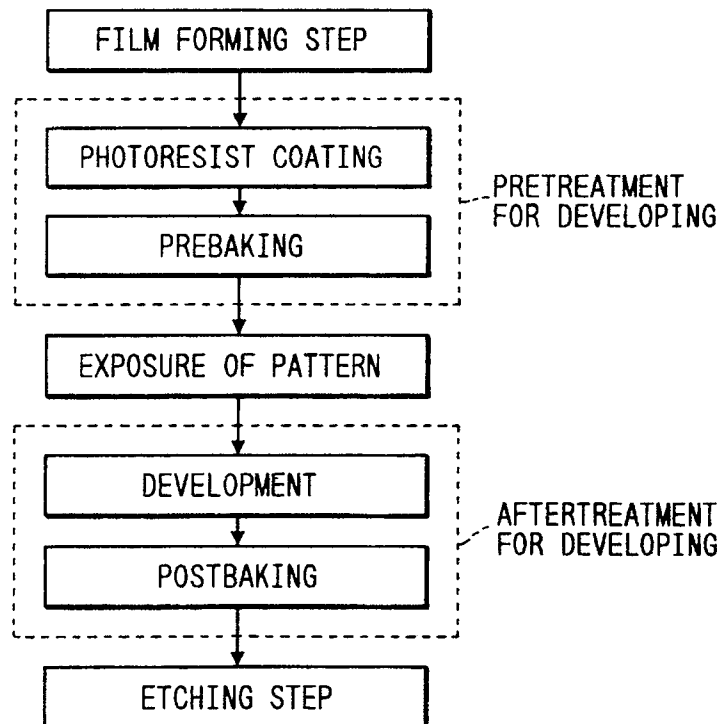 FILM FORMING STEP
PHOTORESIST COATING
PREBAKING
PRETREATMENT
FOR DEVELOPING
EXPOSURE OF PATTERN
DEVELOPMENT
POSTBAKING
AFTERTREATMENT
FOR DEVELOPING
ETCHING STEP